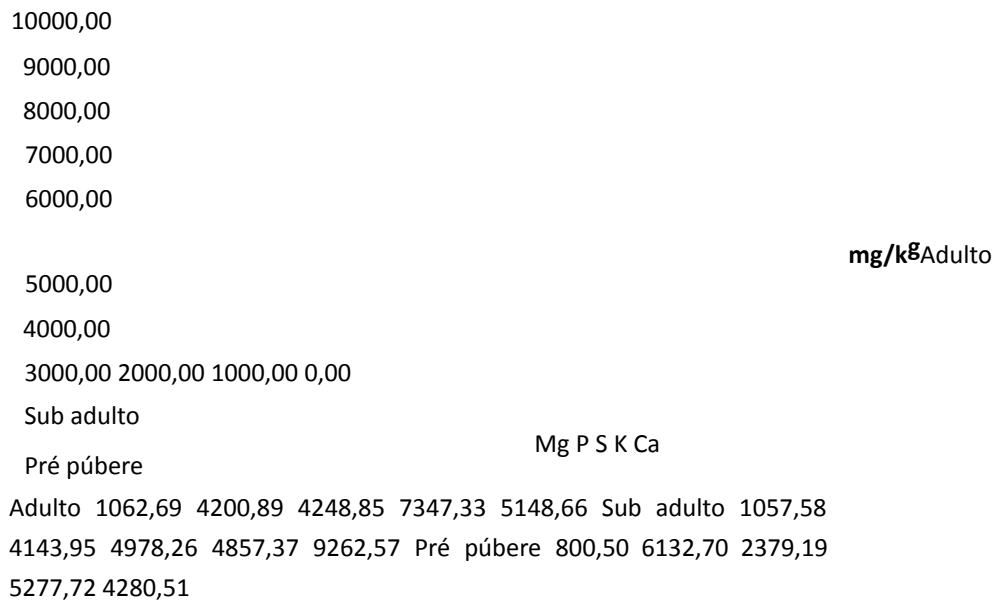 10000,00
9000,00
8000,00
7000,00
6000,00
mg/kgAdulto
5000,00
4000,00
3000,00 2000,00 1000,00 0,00
Sub adulto
Mg P S K Ca
Pré púbere
Adulto 1062,69 4200,89 4248,85 7347,33 5148,66 Sub adulto 1057,58
4143,95 4978,26 4857,37 9262,57 Pré púbere 800,50 6132,70 2379,19
5277,72 4280,51